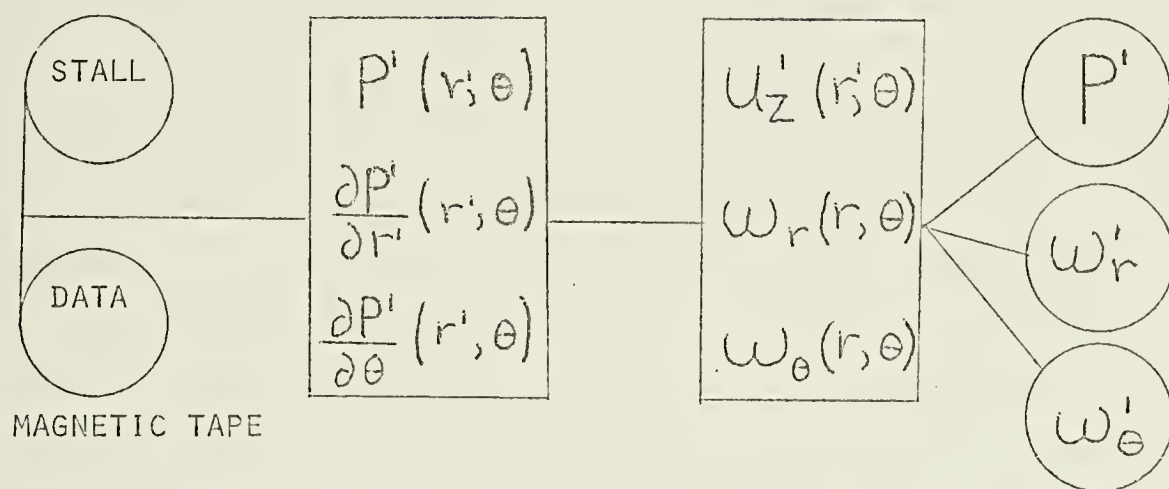 STALL
DATA
MAGNETIC TAPE
P' (r', θ)
∂P'/∂r' (r', θ)
∂P'/∂θ (r', θ)
U'z (r', θ)
ωr (r, θ)
ωθ (r, θ)
P'
ω'r
ω'θ